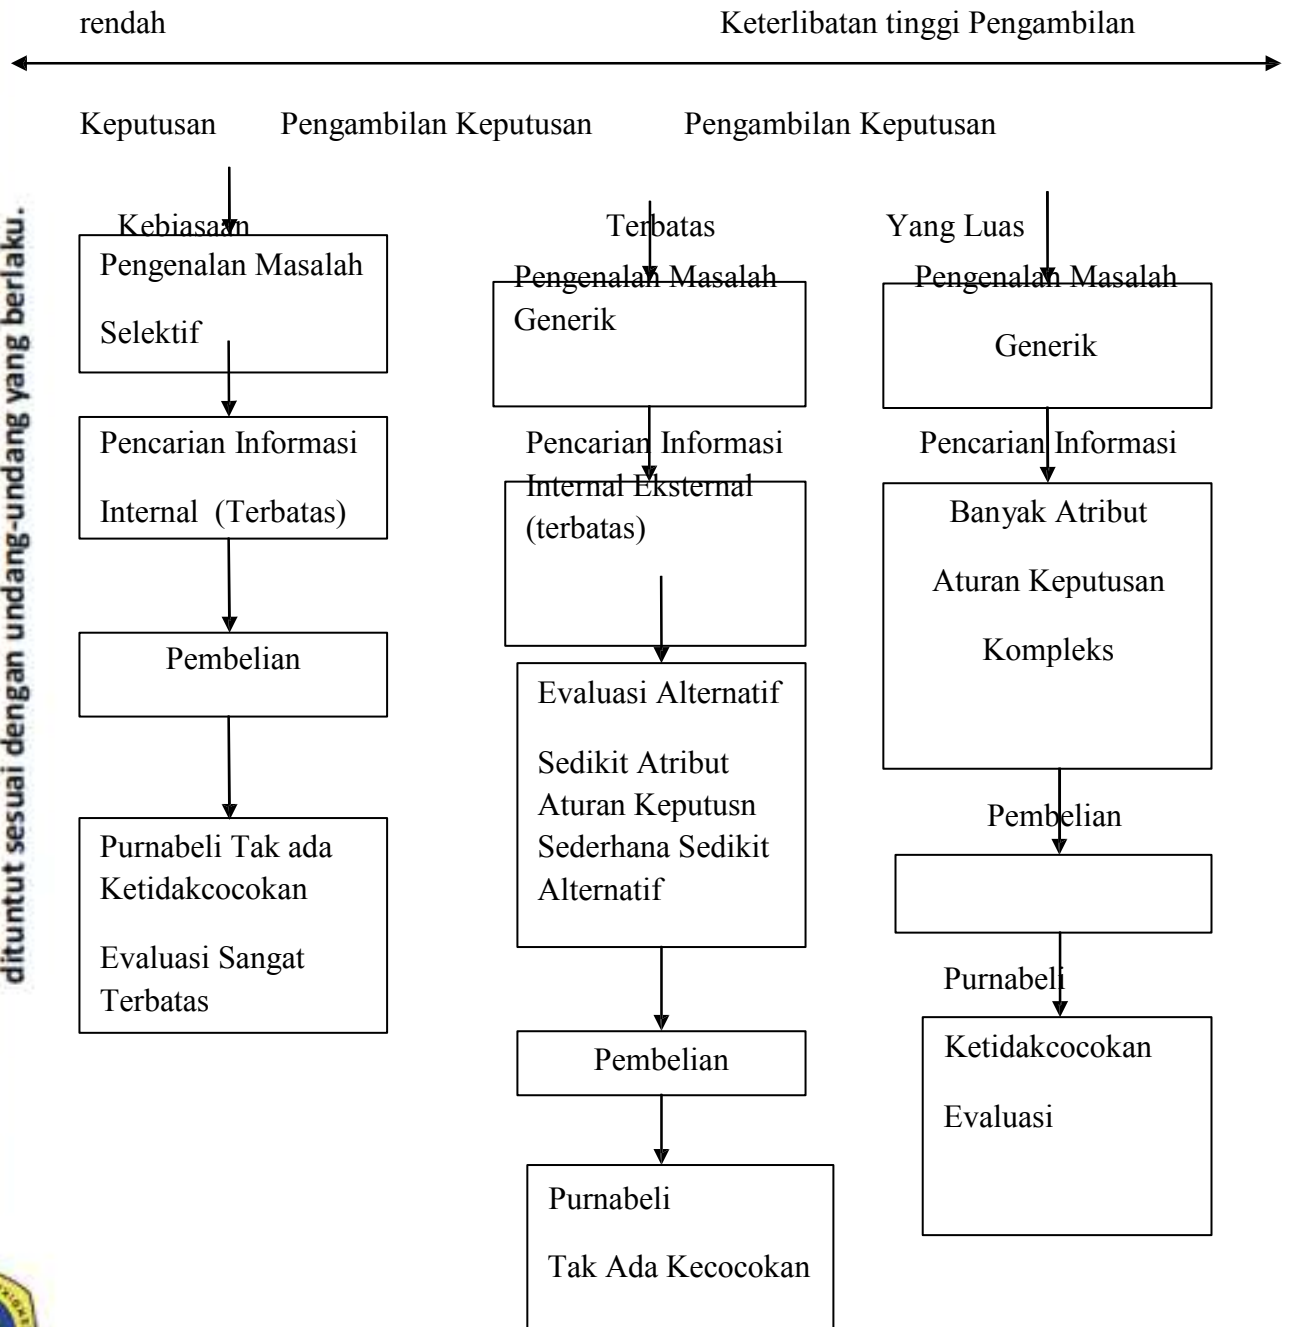 rendah Keterlibatan tinggi Pengambilan
Keputusan Pengambilan Keputusan Pengambilan Keputusan
Kebiasaan Terbatas Yang Luas
Pengenalan Masalah
Selektif
Pencarian Informasi
Internal (Terbatas)
Pembelian
Purnabeli Tak ada
Ketidakcocokan
Evaluasi Sangat
Terbatas
Pengenalan Masalah
Generik
Pencarian Informasi
Internal Eksternal
(terbatas)
Evaluasi Alternatif
Sedikit Atribut
Aturan Keputusn
Sederhana Sedikit
Alternatif
Pembelian
Purnabeli
Tak Ada Kecocokan
Pengenalan Masalah
Generik
Pencarian Informasi
Banyak Atribut
Aturan Keputusan
Kompleks
Pembelian
Purnabeli
Ketidakcocokan
Evaluasi
dituntut sesuai dengan undang-undang yang berlaku.